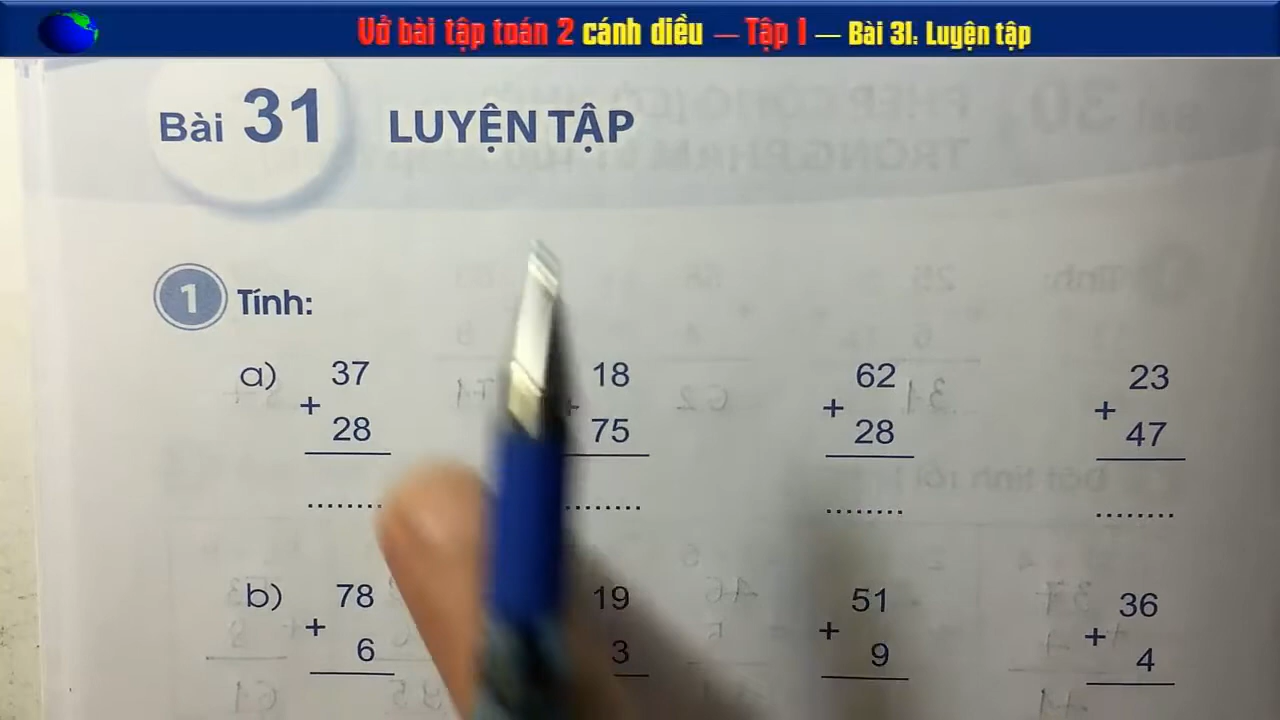 Vở bài tập toán 2 cánh diều – Tập 1 – Bài 31: Luyện tập
Bài 31 LUYỆN TẬP
1 Tính:
a) 37 18 62 23
+ + + +
28 75 28 47
........ ........ ........ ........
b) 78 19 51 36
+ + +
6 3 9 4